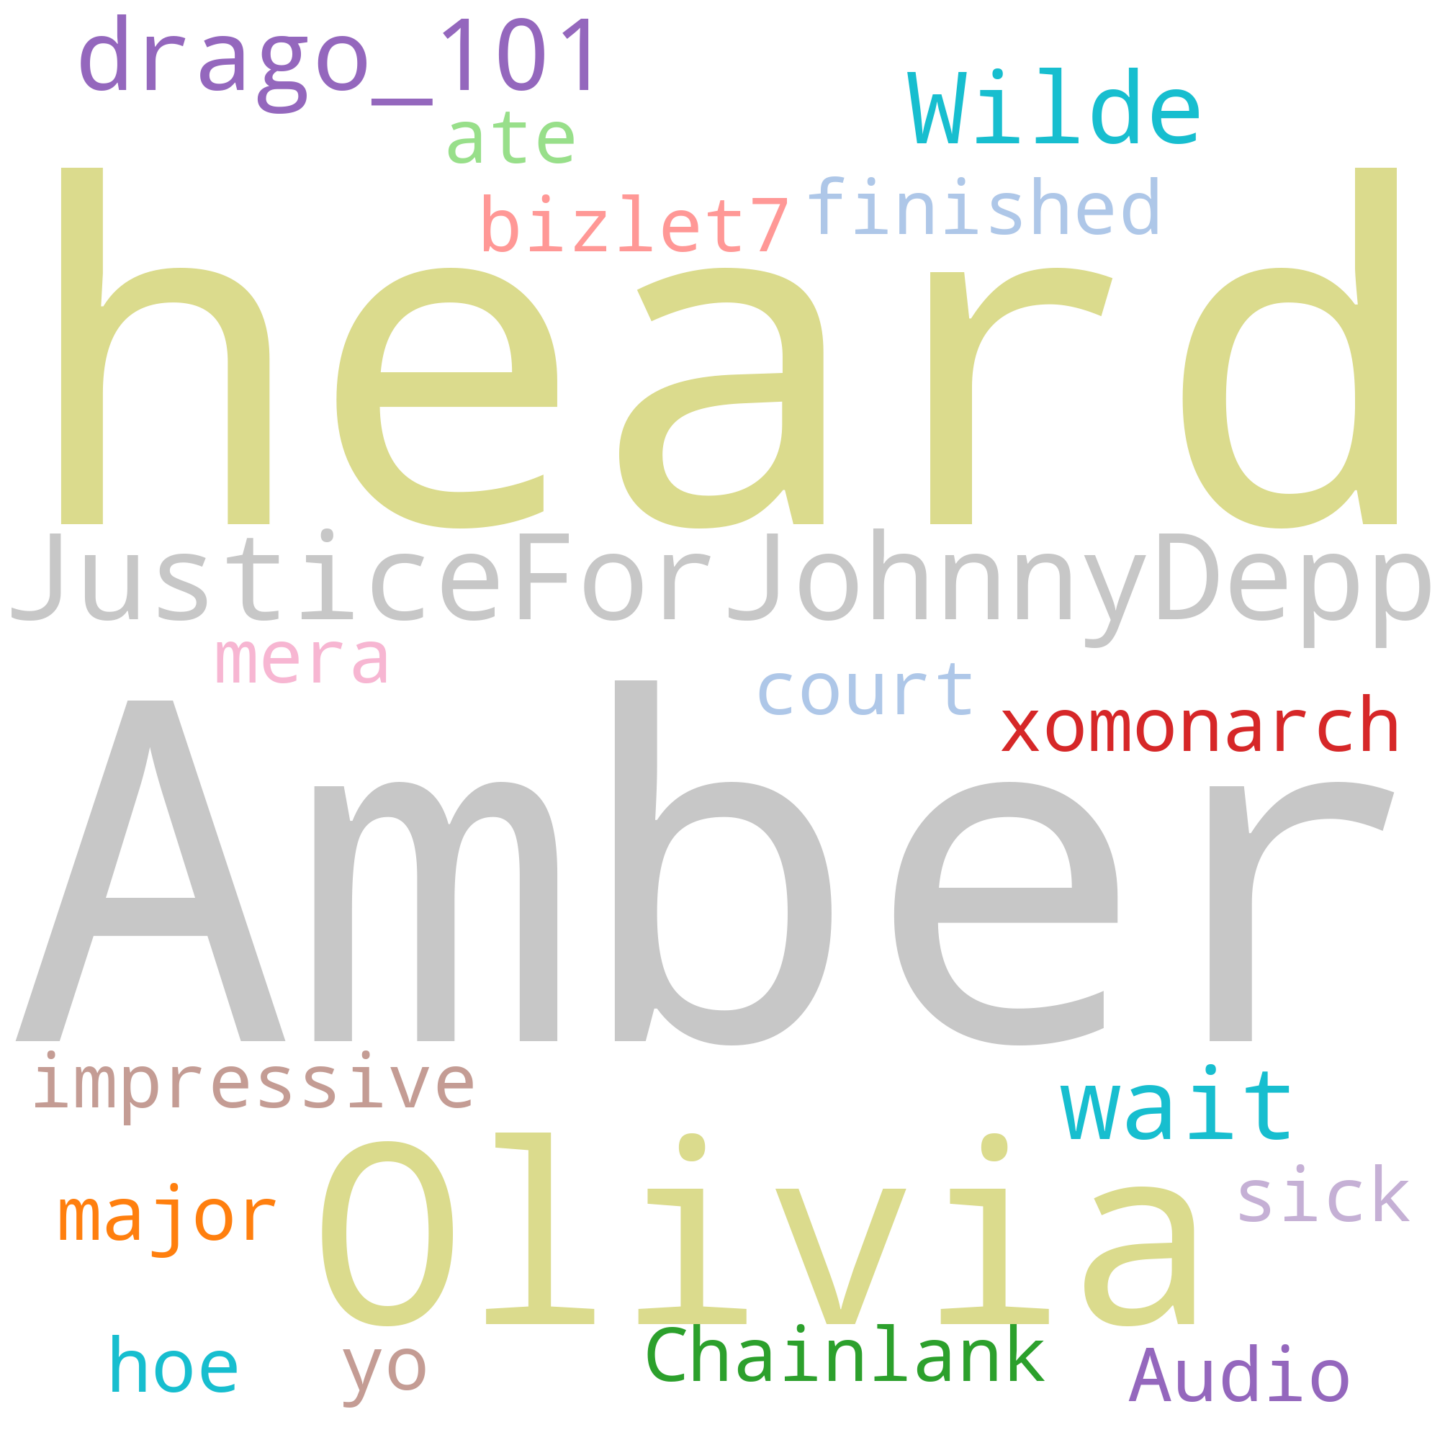 drago_101
Wilde
ate
bizlet7
finished
heard
JusticeForJohnnyDepp
mera
court
xomonarch
Amber
impressive
wait
major
Olivia
sick
hoe
yo
Chainlank
Audio